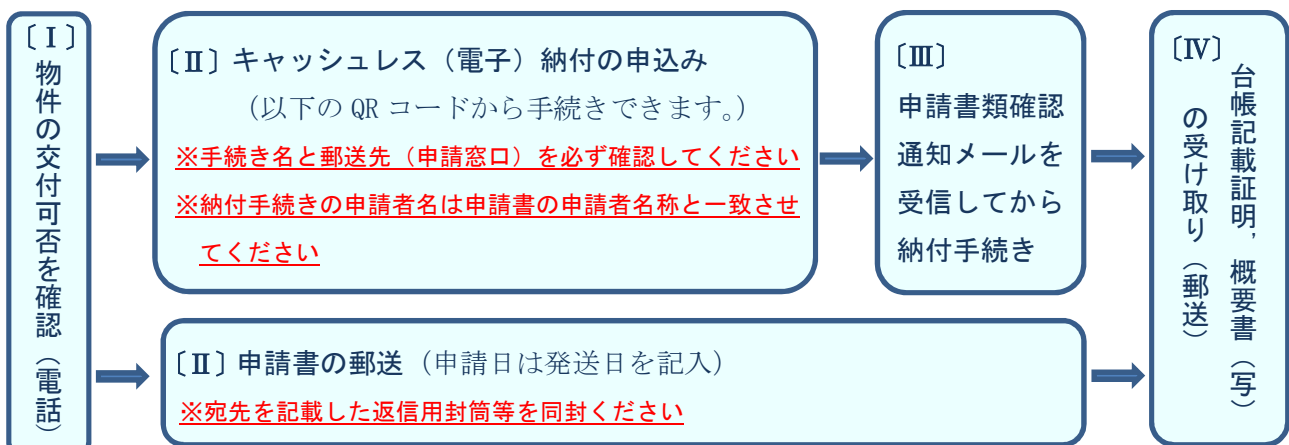 〔Ⅰ〕
物件の交付可否を確認（電話）
〔Ⅱ〕キャッシュレス（電子）納付の申込み
（以下の QR コードから手続きできます。）
※手続き名と郵送先（申請窓口）を必ず確認してください
※納付手続きの申請者名は申請書の申請者名称と一致させ
てください
〔Ⅲ〕
申請書類確認
通知メールを
受信してから
納付手続き
〔Ⅱ〕申請書の郵送（申請日は発送日を記入）
※宛先を記載した返信用封筒等を同封ください
〔Ⅳ〕
台帳記載証明，概要書（写）
の受け取り（郵送）